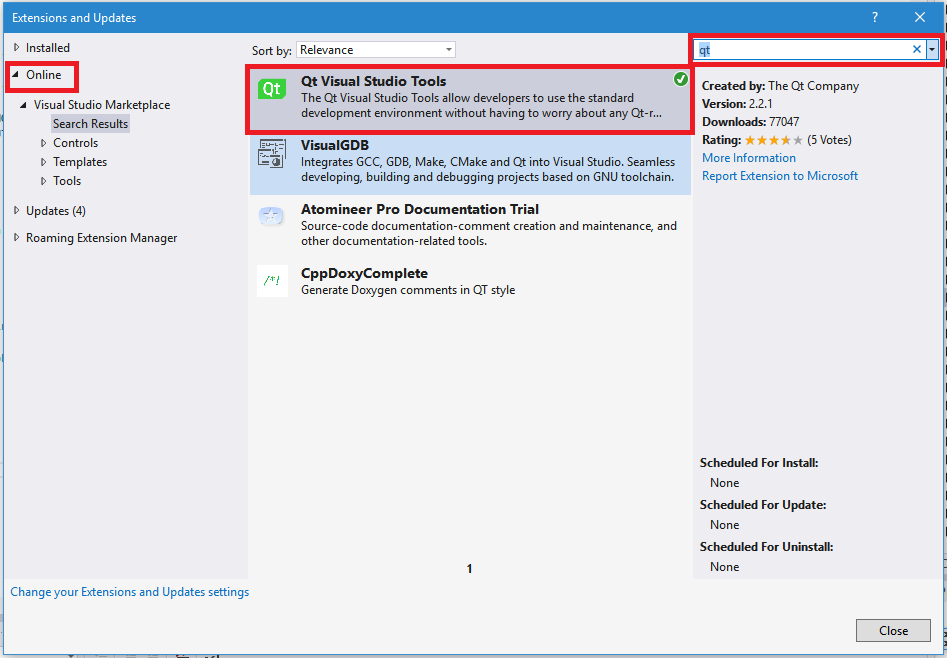 Extensions and Updates
?
Installed
Online
Visual Studio Marketplace
Search Results
Controls
Templates
Tools
Updates (4)
Roaming Extension Manager
Sort by: Relevance
Qt
Qt Visual Studio Tools
The Qt Visual Studio Tools allow developers to use the standard
development environment without having to worry about any Qt-r...
VisualGDB
Integrates GCC, GDB, Make, CMake and Qt into Visual Studio. Seamless
developing, building and debugging projects based on GNU toolchain.
Atomineer Pro Documentation Trial
Source-code documentation-comment creation and maintenance, and
other documentation-related tools.
/*!
CppDoxyComplete
Generate Doxygen comments in QT style
1
qt
Created by: The Qt Company
Version: 2.2.1
Downloads: 77047
Rating: (5 Votes)
More Information
Report Extension to Microsoft
Scheduled For Install:
None
Scheduled For Update:
None
Scheduled For Uninstall:
None
Change your Extensions and Updates settings
Close